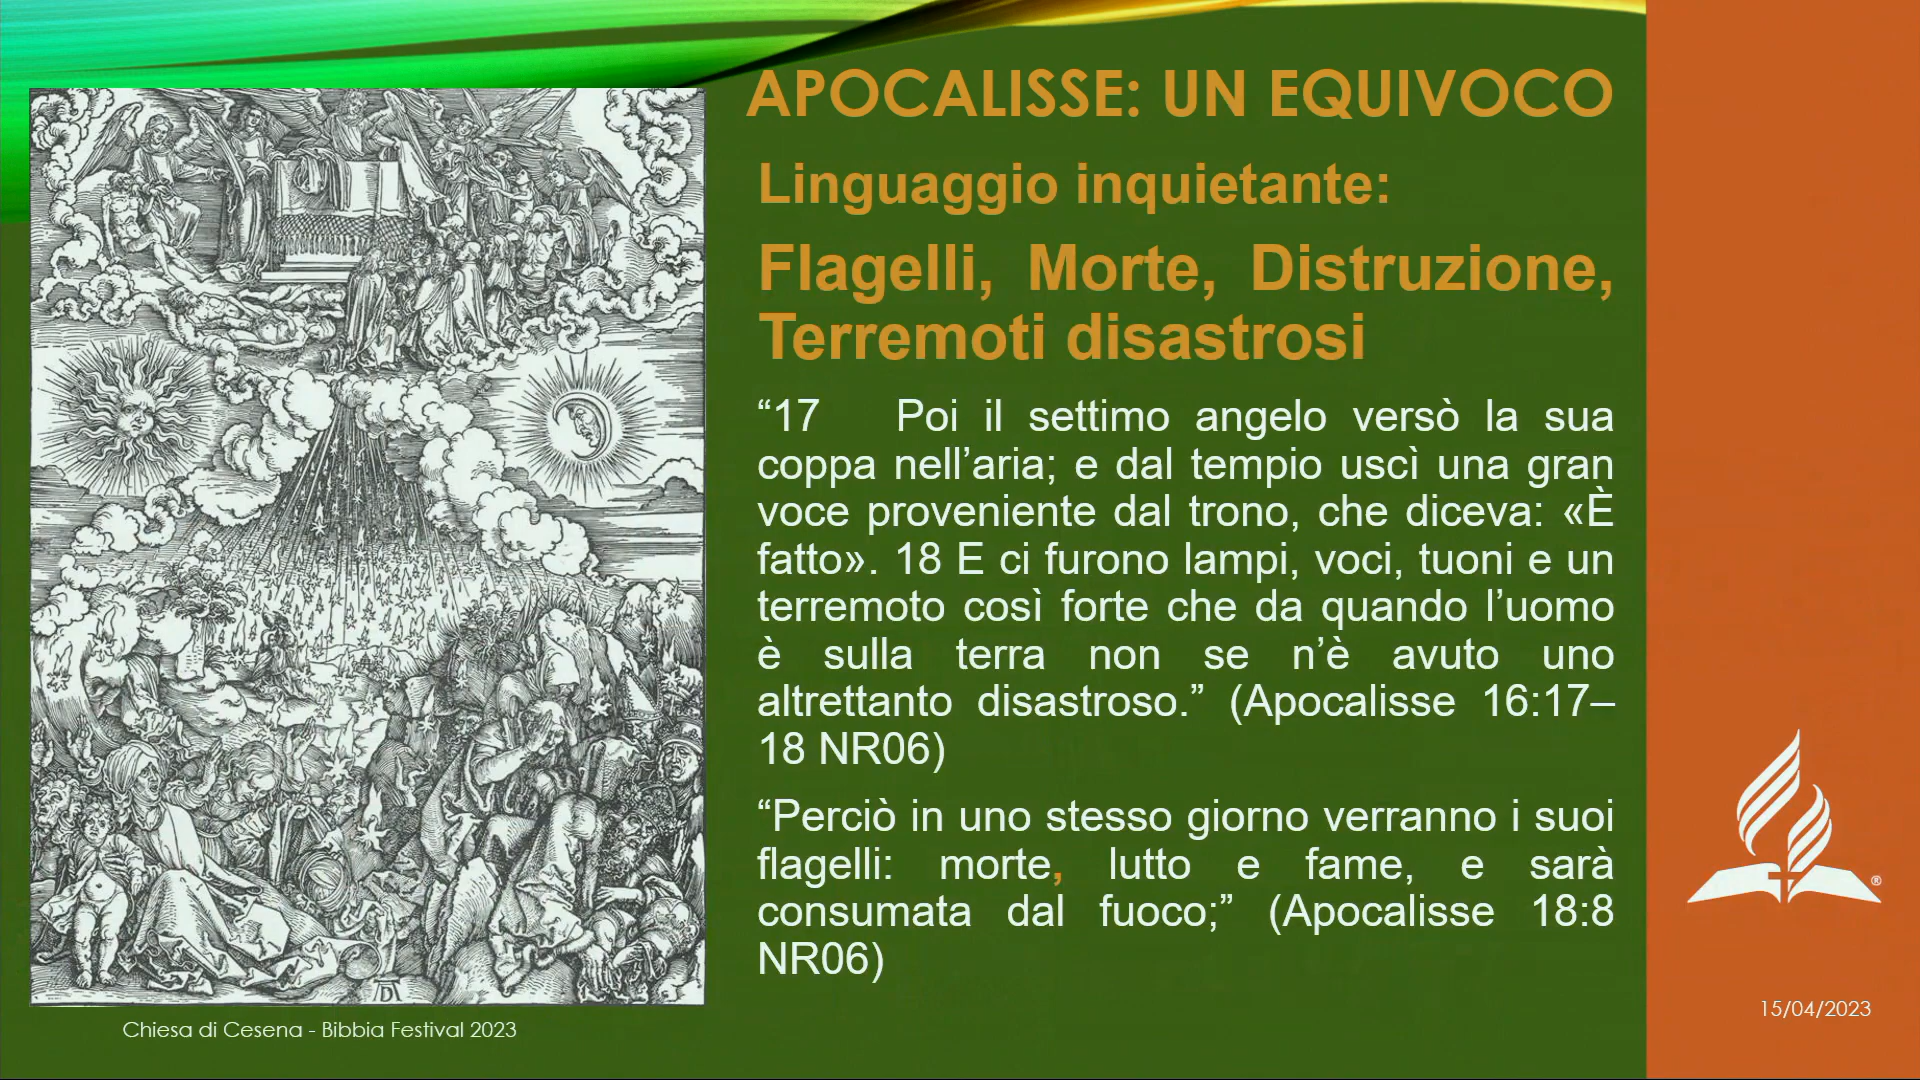 APOCALISSE: UN EQUIVOCO
Linguaggio inquietante:
Flagelli, Morte, Distruzione,
Terremoti disastrosi
“17 Poi il settimo angelo versò la sua
coppa nell’aria; e dal tempio uscì una gran
voce proveniente dal trono, che diceva: «È
fatto». 18 E ci furono lampi, voci, tuoni e un
terremoto così forte che da quando l’uomo
è sulla terra non se n’è avuto uno
altrettanto disastroso.” (Apocalisse 16:17–
18 NR06)
“Perciò in uno stesso giorno verranno i suoi
flagelli: morte, lutto e fame, e sarà
consumata dal fuoco;” (Apocalisse 18:8
NR06)
AD
Chiesa di Cesena - Bibbia Festival 2023
®
15/04/2023